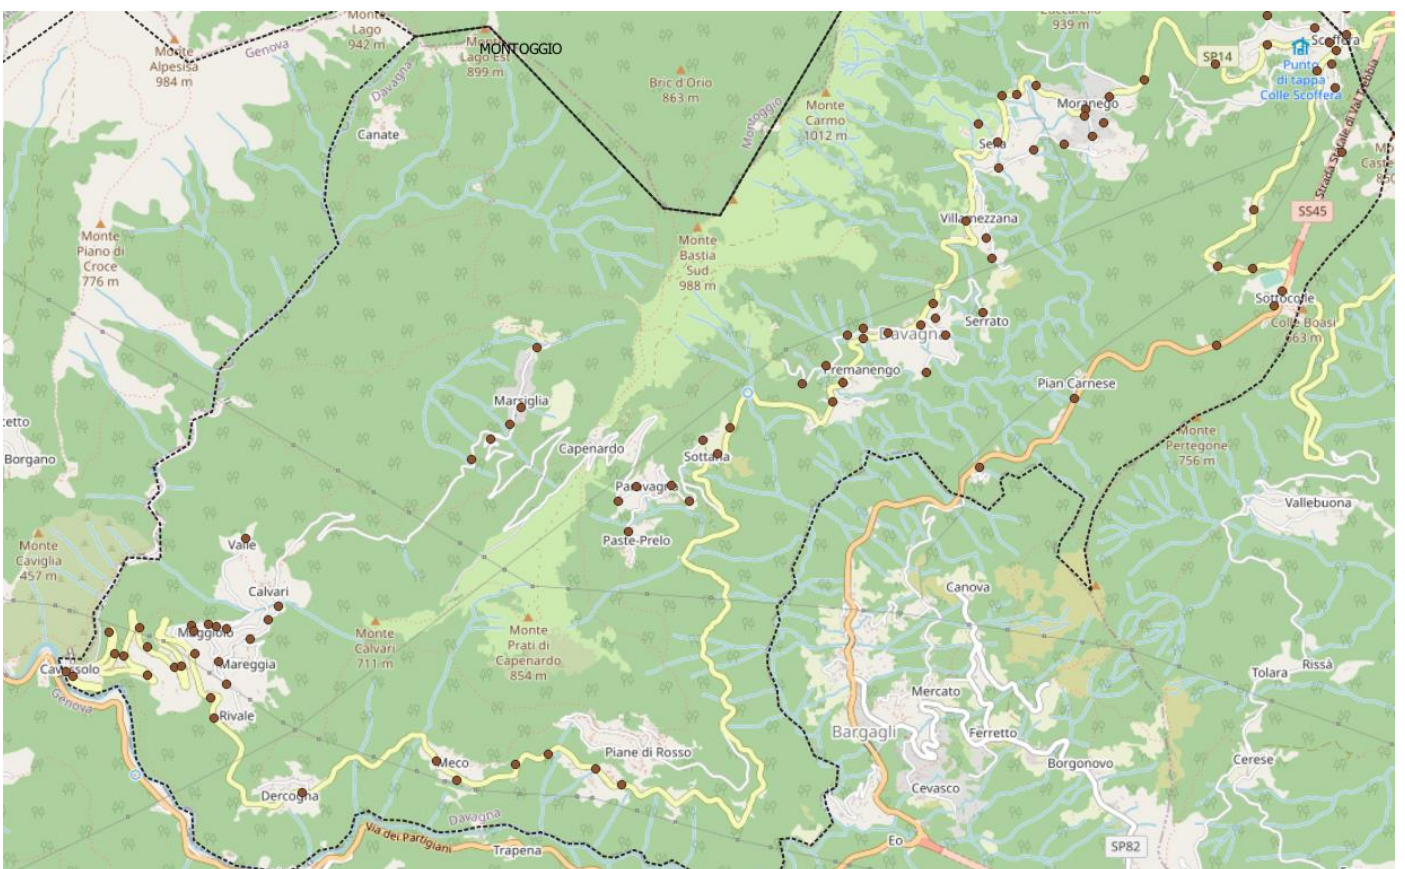 Monte
Lago
942 m
Monte
Alpesisa
984 m
Genova
MONTOGGIO
Lago Est
899 m
Davagna
Bric d'Orio
863 m
Montoggio
Monte
Carmo
1012 m
939 m
SP14
Scoffera
Punto
di tappa
Colle Scoffera
Moranego
Canate
Strada Statale di Val Trebbia
SS45
Villamezzana
Monte
Piano di
Croce
776 m
Monte
Bastia
Sud
988 m
Sottocolle
Colle Boasi
Serrato
Davagna
Premanengo
Pian Carnese
Marsiglia
cetto
Borgano
Capenardo
Sottana
Monte
Pertegone
756 m
Paravagna
Vallebuona
Paste-Prelo
Monte
Caviglia
457 m
Valle
Calvari
Canova
Maggiolo
Monte
Calvari
711 m
Monte
Prati di
Capenardo
854 m
Cavassolo
Mareggia
Genova
Rissà
Tolara
Mercato
Rivale
Bargagli
Ferretto
Piane di Rosso
Meco
Borgonovo
Cerese
Dercogna
Cevasco
Davagna
Via dei Partigiani
Trapena
Eo
SP82